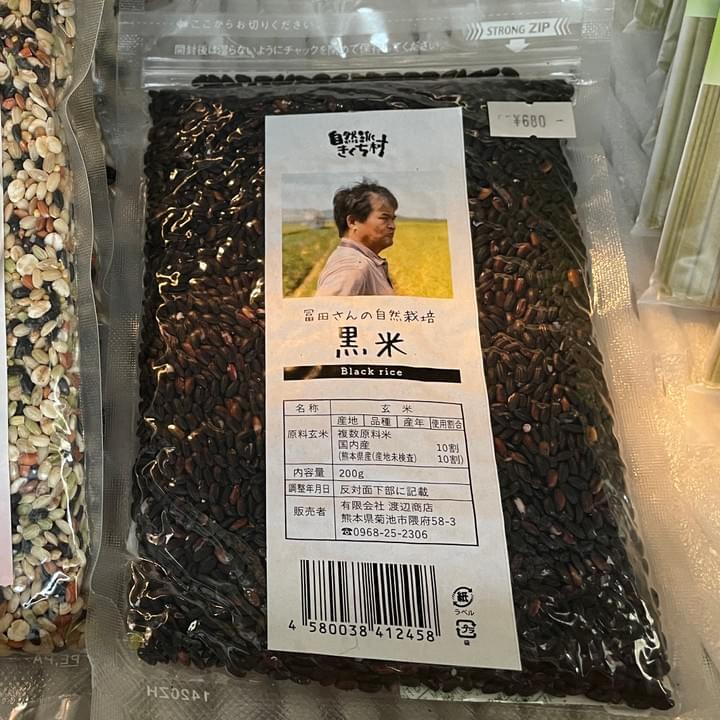 ここからお切りください。
開封後は湿らないようにチャックを閉めて保存してください。
STRONG ZIP
¥680
自然派
きくち村
冨田さんの自然栽培
黒米
Black rice
名称 玄米
原料玄米 産地 品種 産年 使用割合
複数原料米
国内産 10割
(熊本県産(産地未検査) 10割)
内容量 200g
調整年月日 反対面下部に記載
販売者 有限会社 渡辺商店
熊本県菊池市隈府58-3
☎0968-25-2306
4 580038 412458
紙
ラベル
プラ
袋
PE,PA
142GZH